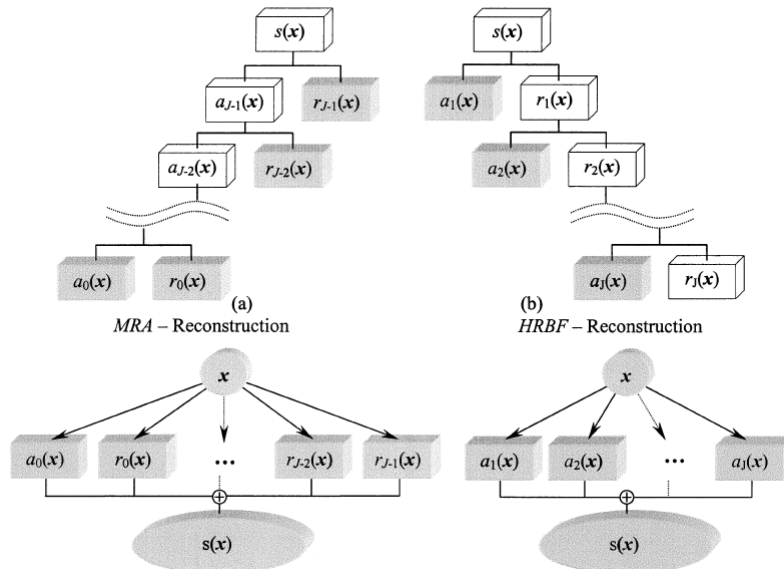 s(x) s(x)
a_{J-1}(x) r_{J-1}(x) a_1(x) r_1(x)
a_{J-2}(x) r_{J-2}(x) a_2(x) r_2(x)
a_0(x) r_0(x) a_J(x) r_J(x)
(a) (b)
MRA – Reconstruction HRBF – Reconstruction
x x
a_0(x) r_0(x) ... r_{J-2}(x) r_{J-1}(x) a_1(x) a_2(x) ... a_J(x)
s(x) s(x)